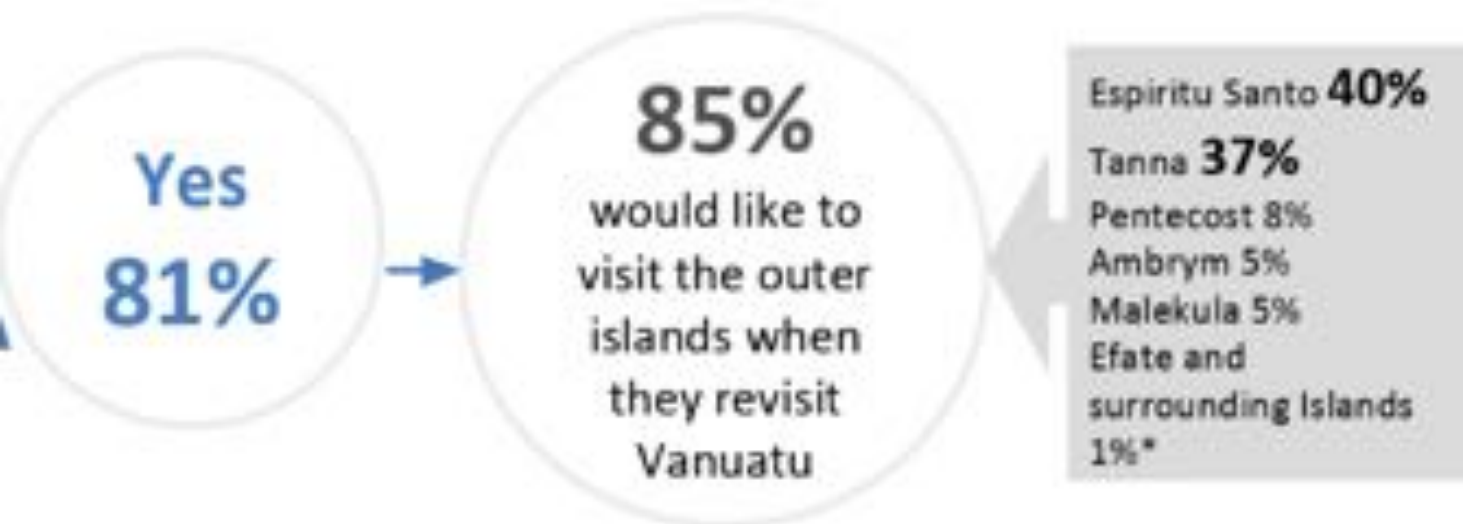 Yes
81%
85%
would like to
visit the outer
islands when
they revisit
Vanuatu
Espiritu Santo 40%
Tanna 37%
Pentecost 8%
Ambrym 5%
Malekula 5%
Efate and
surrounding Islands
1%*